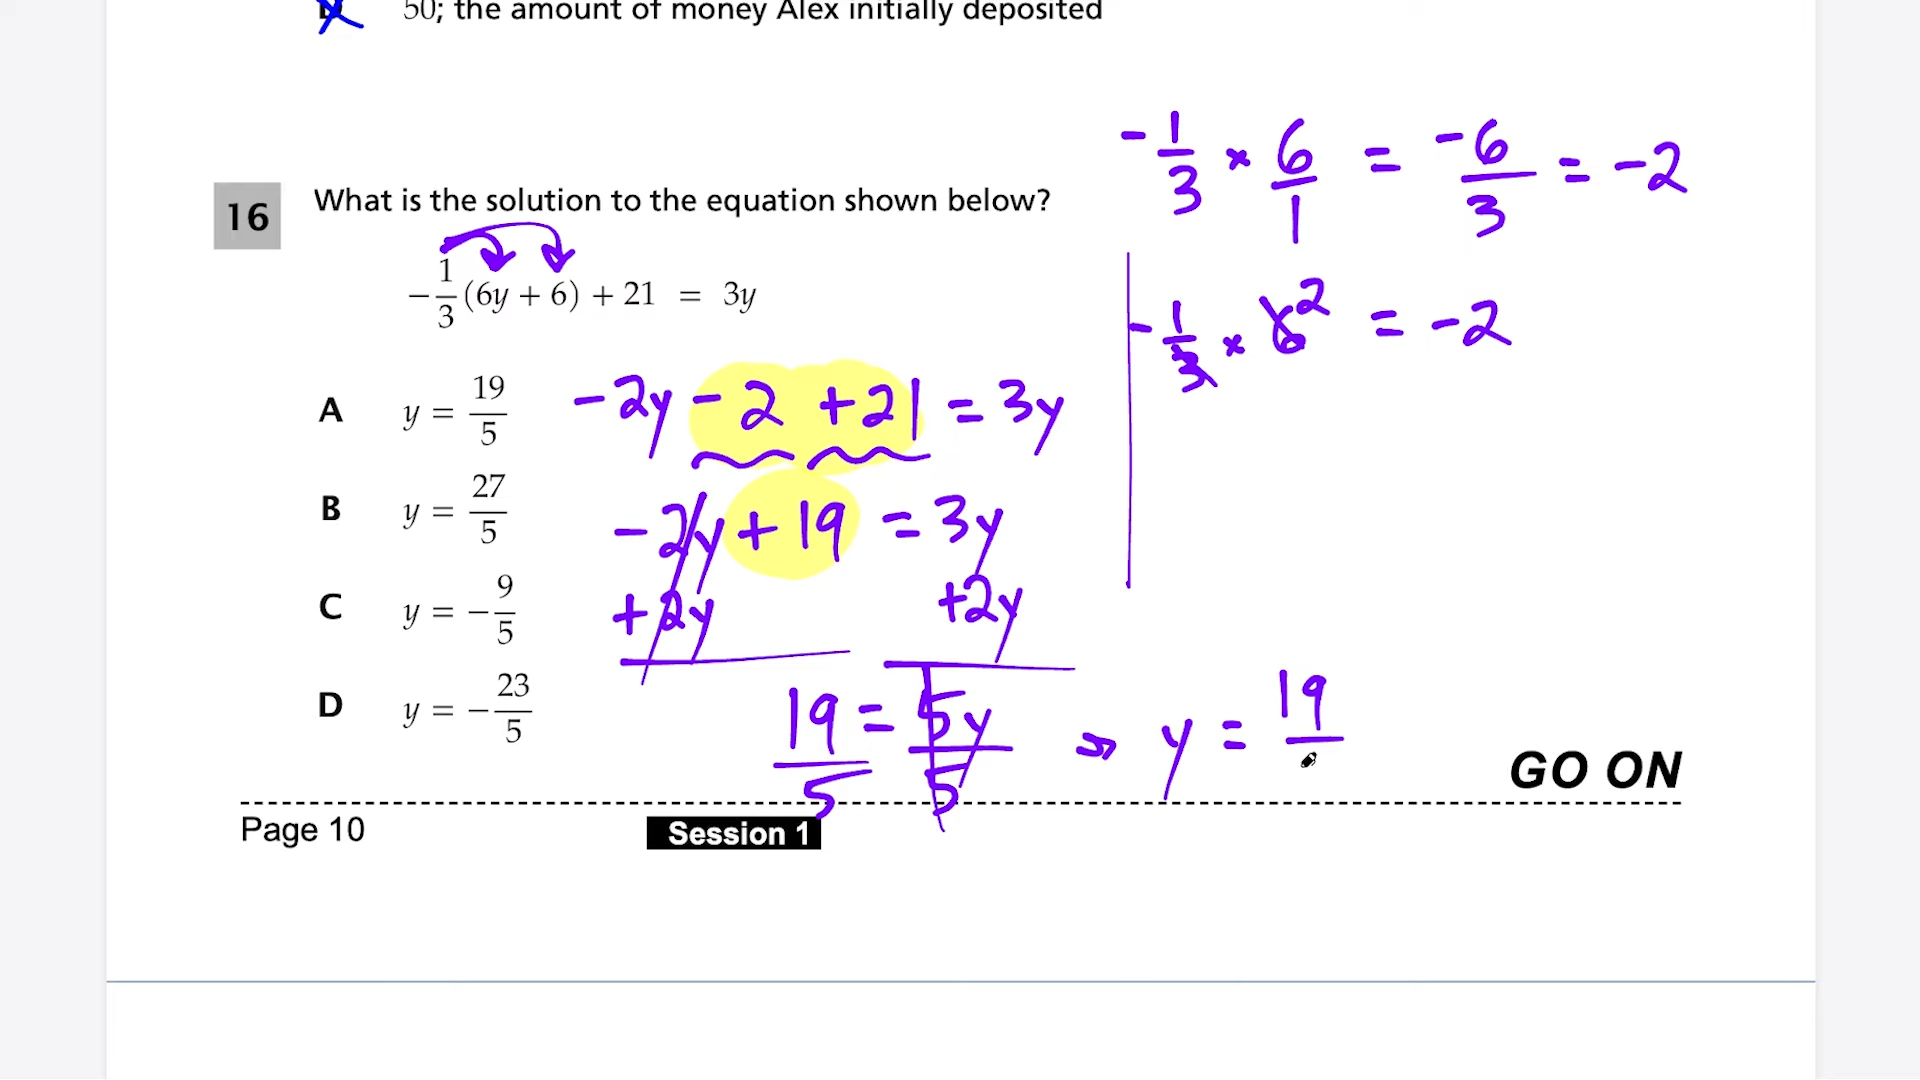 D 50; the amount of money Alex initially deposited
16 What is the solution to the equation shown below?
-1/3(6y + 6) + 21 = 3y
A y = 19/5
B y = 27/5
C y = -9/5
D y = -23/5
-1/3 × 6/1 = -6/3 = -2
-1/3 × 6 2 = -2
-2y -2 +21 = 3y
-2y + 19 = 3y
+2y +2y
19/5 = 5y/5 ⇒ y = 19/
GO ON
Page 10 Session 1